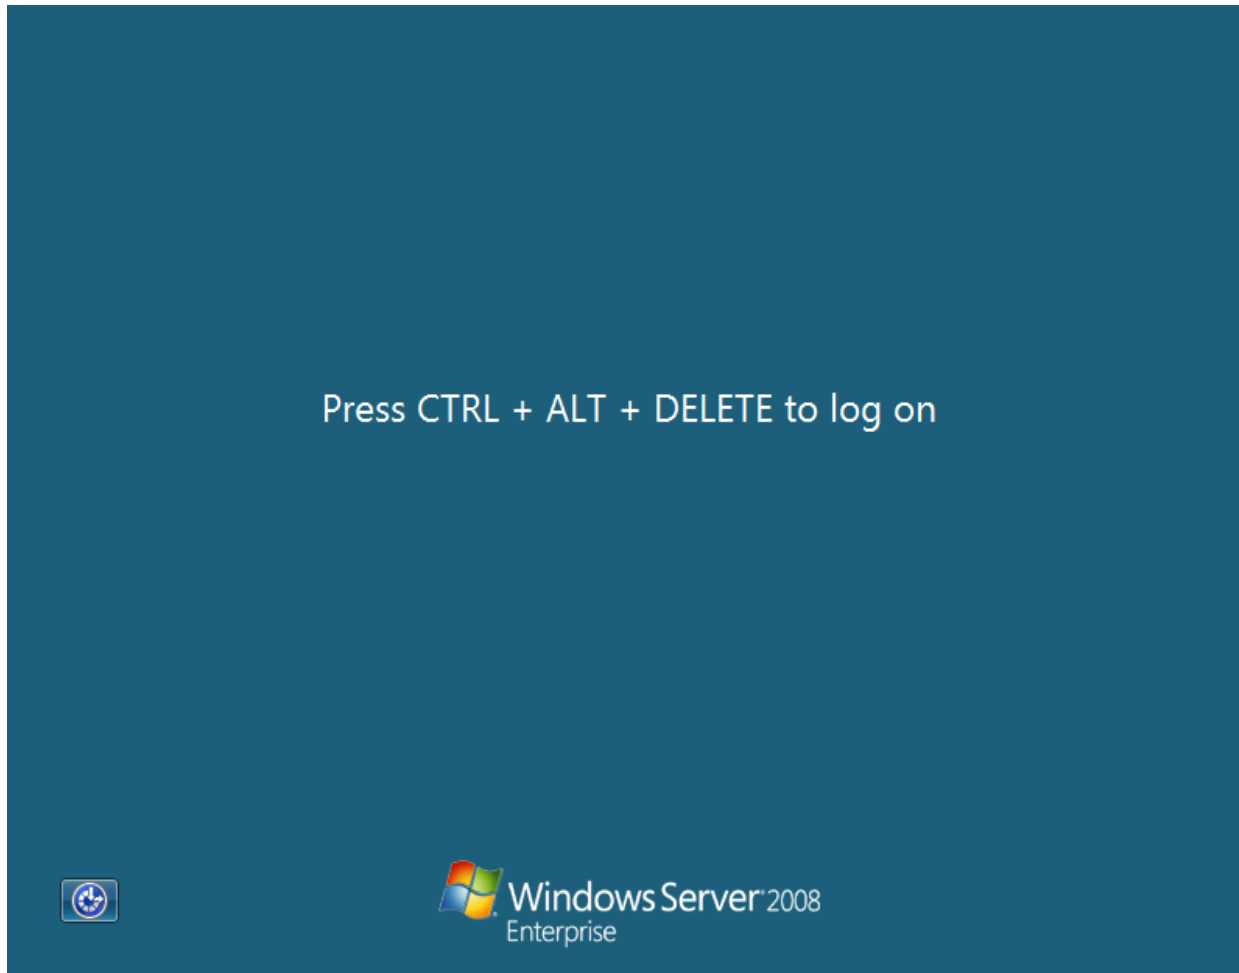 Press CTRL + ALT + DELETE to log on
Windows Server 2008
Enterprise